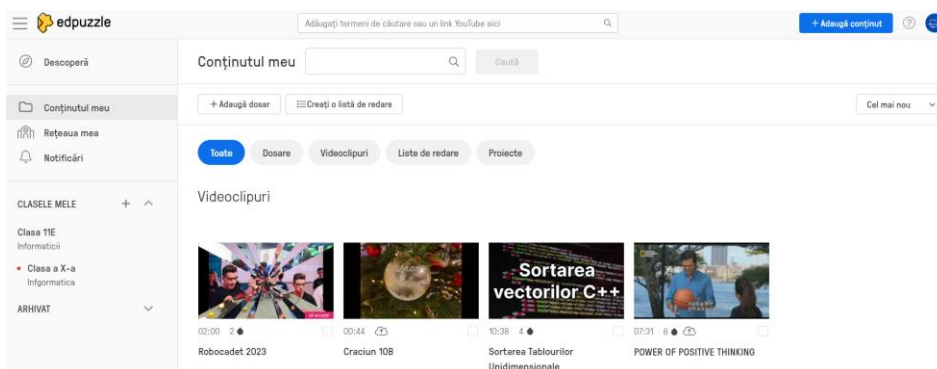 edpuzzle
Adăugați termeni de căutare sau un link YouTube aici
+ Adaugă conținut
?
Descoperă
Conținutul meu
Rețeaua mea
Notificări
CLASELE MELE +
Clasa 11E
Informaticii
Clasa a X-a
Informatica
ARHIVAT
Conținutul meu
Caută
+ Adaugă dosar
Creați o listă de redare
Cel mai nou
Toate
Dosare
Videoclipuri
Liste de redare
Proiecte
Videoclipuri
Sortarea
vectorilor C++
02:00 2
Robocadet 2023
00:44
Craciun 10B
10:38 4
Sortarea Tablourilor
Unidimensionale
07:31 6
POWER OF POSITIVE THINKING